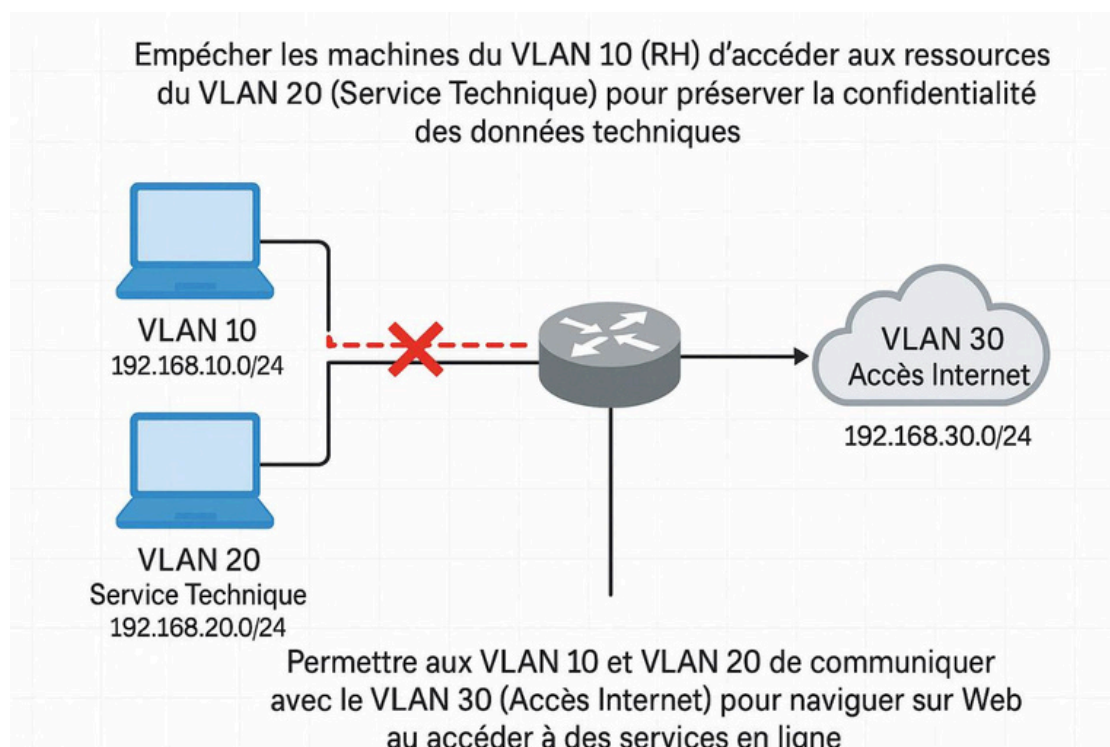 Empécher les machines du VLAN 10 (RH) d’accéder aux ressources
du VLAN 20 (Service Technique) pour préserver la confidentialité
des données techniques
VLAN 10
192.168.10.0/24
VLAN 30
Accès Internet
192.168.30.0/24
VLAN 20
Service Technique
192.168.20.0/24
Permettre aux VLAN 10 et VLAN 20 de communiquer
avec le VLAN 30 (Accès Internet) pour naviguer sur Web
au accéder à des services en ligne